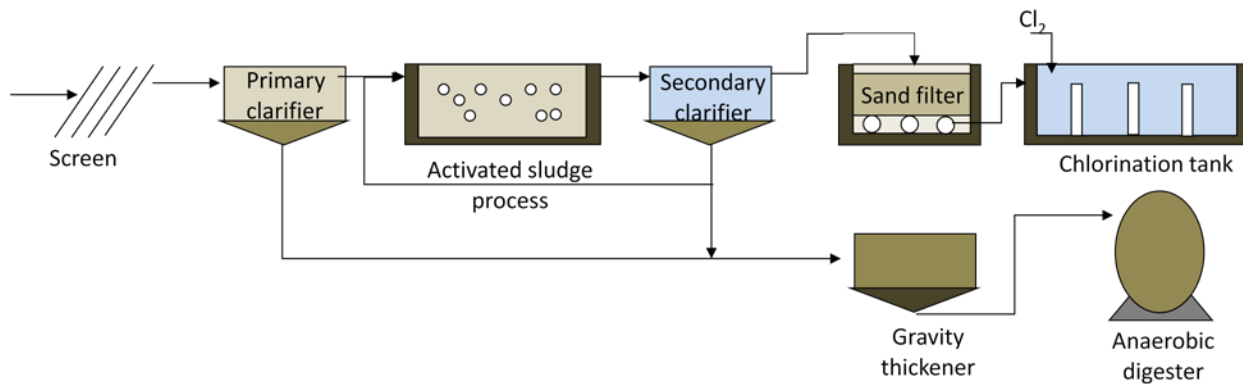 Cl₂
Screen
Primary
clarifier
Activated sludge
process
Secondary
clarifier
Sand filter
Chlorination tank
Gravity
thickener
Anaerobic
digester